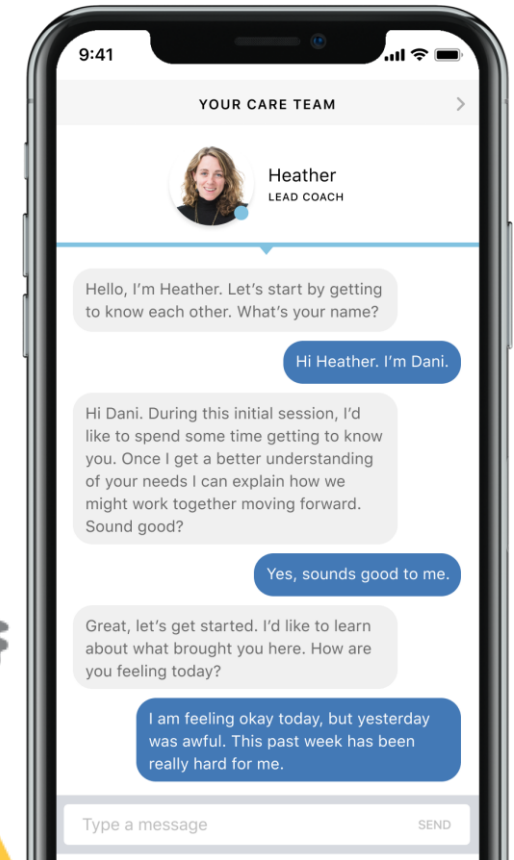 9:41
YOUR CARE TEAM
Heather
LEAD COACH
Hello, I’m Heather. Let’s start by getting
to know each other. What’s your name?
Hi Heather. I’m Dani.
Hi Dani. During this initial session, I’d
like to spend some time getting to know
you. Once I get a better understanding
of your needs I can explain how we
might work together moving forward.
Sound good?
Yes, sounds good to me.
Great, let’s get started. I’d like to learn
about what brought you here. How are
you feeling today?
I am feeling okay today, but yesterday
was awful. This past week has been
really hard for me.
Type a message
SEND